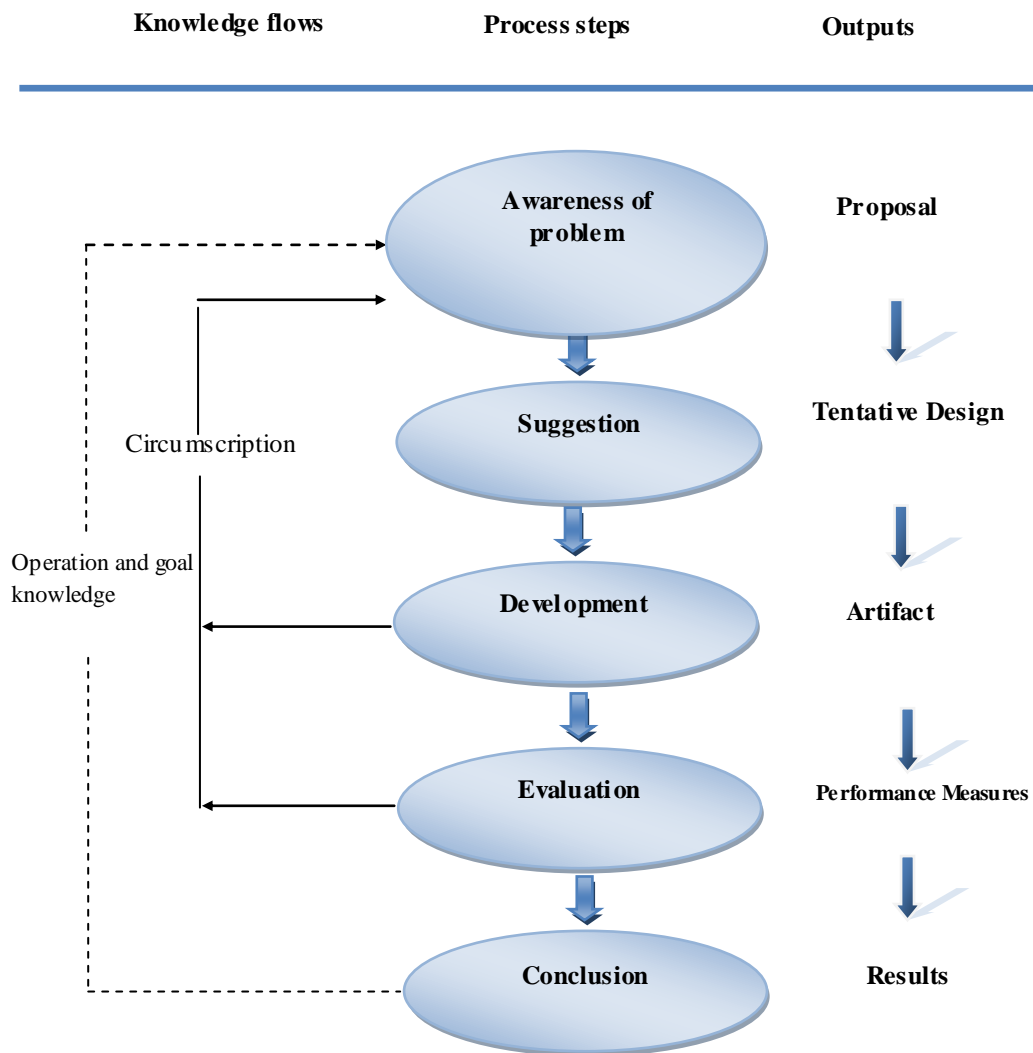 Knowledge flows
Process steps
Outputs
Awareness of
problem
Proposal
Suggestion
Tentative Design
Circumscription
Operation and goal
knowledge
Development
Artifact
Evaluation
Performance Measures
Conclusion
Results